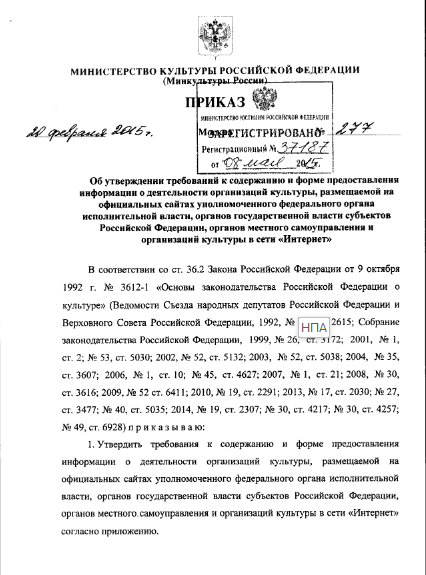 МИНИСТЕРСТВО КУЛЬТУРЫ РОССИЙСКОЙ ФЕДЕРАЦИИ
(Минкультуры России)
ПРИКАЗ
МИНИСТЕРСТВО ЮСТИЦИИ РОССИЙСКОЙ ФЕДЕРАЦИИ
20 февраля 2015 г.
ЗАРЕГИСТРИРОВАНО
№ 277
Регистрационный № 37187
от "08 мая 2015.
Об утверждении требований к содержанию и форме предоставления
информации о деятельности организаций культуры, размещаемой на
официальных сайтах уполномоченного федерального органа
исполнительной власти, органов государственной власти субъектов
Российской Федерации, органов местного самоуправления и
организаций культуры в сети «Интернет»
В соответствии со ст. 36.2 Закона Российской Федерации от 9 октября
1992 г. № 3612-1 «Основы законодательства Российской Федерации о
культуре» (Ведомости Съезда народных депутатов Российской Федерации и
Верховного Совета Российской Федерации, 1992, № НПА 2615; Собрание
законодательства Российской Федерации, 1999, № 26, ст. 3172; 2001, № 1,
ст. 2; № 53, ст. 5030; 2002, № 52, ст. 5132; 2003, № 52, ст. 5038; 2004, № 35,
ст. 3607; 2006, № 1, ст. 10; № 45, ст. 4627; 2007, № 1, ст. 21; 2008, № 30,
ст. 3616; 2009, № 52 ст. 6411; 2010, № 19, ст. 2291; 2013, № 17, ст. 2030; № 27,
ст. 3477; № 40, ст. 5035; 2014, № 19, ст. 2307; № 30, ст. 4217; № 30, ст. 4257;
№ 49, ст. 6928) п р и к а з ы в а ю:
1. Утвердить требования к содержанию и форме предоставления
информации о деятельности организаций культуры, размещаемой на
официальных сайтах уполномоченного федерального органа исполнительной
власти, органов государственной власти субъектов Российской Федерации,
органов местного самоуправления и организаций культуры в сети «Интернет»
согласно приложению.